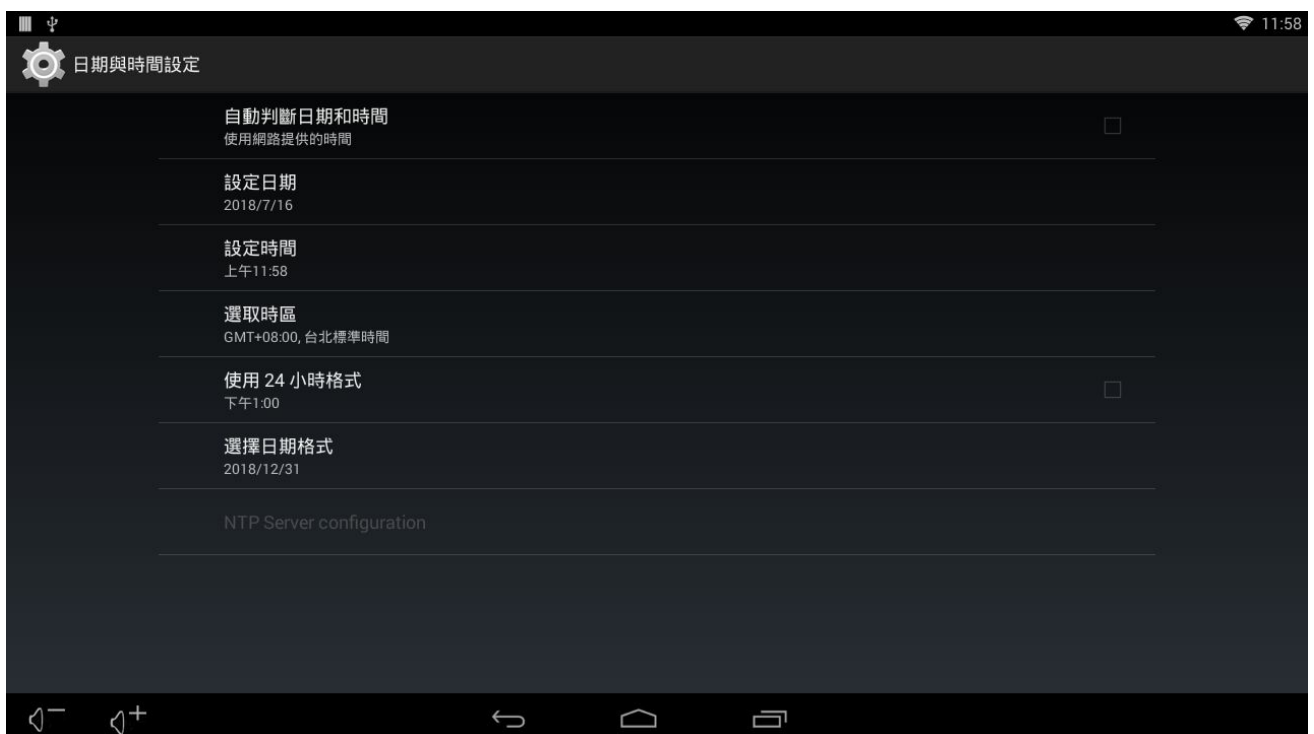 11:58
日期與時間設定
自動判斷日期和時間
使用網路提供的時間
設定日期
2018/7/16
設定時間
上午11:58
選取時區
GMT+08:00, 台北標準時間
使用 24 小時格式
下午1:00
選擇日期格式
2018/12/31
NTP Server configuration